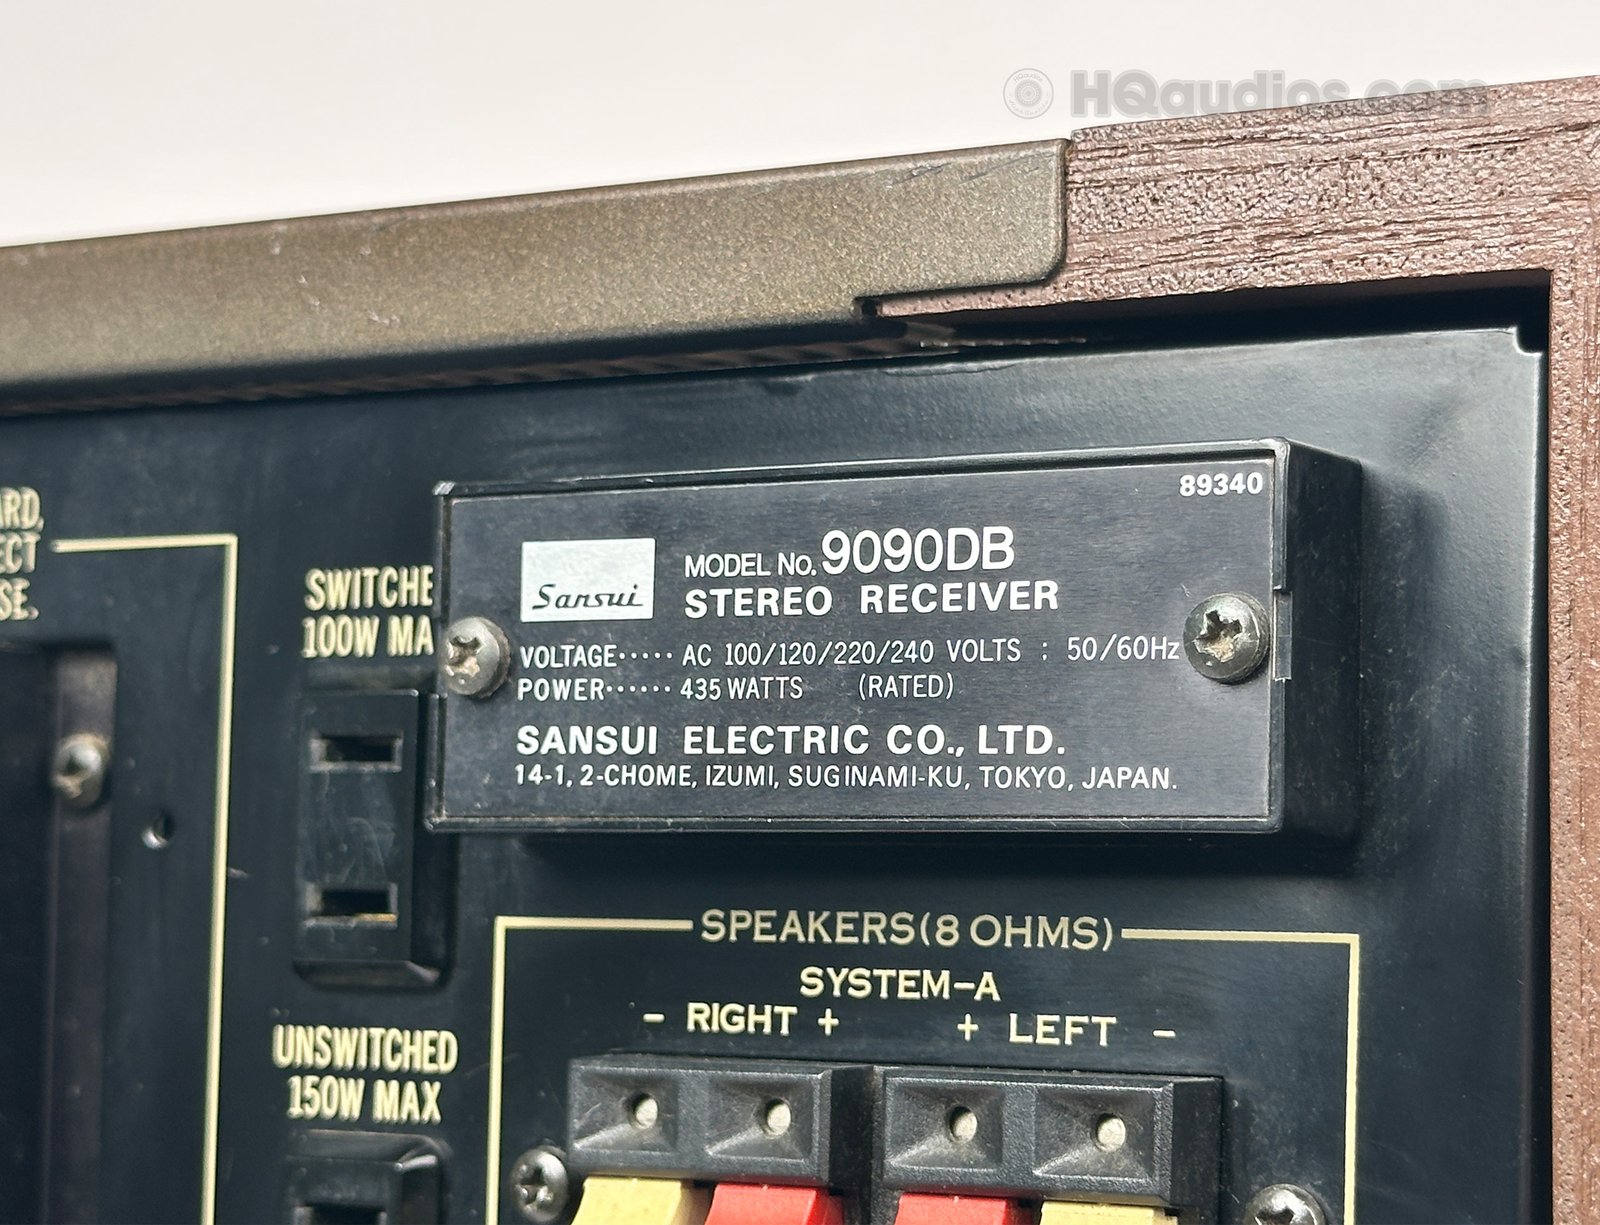 HQaudios.com
89340
Sansui
MODEL No. 9090DB
STEREO RECEIVER
VOLTAGE····· AC 100/120/220/240 VOLTS : 50/60Hz
POWER······ 435 WATTS (RATED)
SANSUI ELECTRIC CO., LTD.
14-1, 2-CHOME, IZUMI, SUGINAMI-KU, TOKYO, JAPAN.
SWITCHE
100W MA
UNSWITCHED
150W MAX
SPEAKERS(8 OHMS)
SYSTEM-A
- RIGHT + + LEFT -